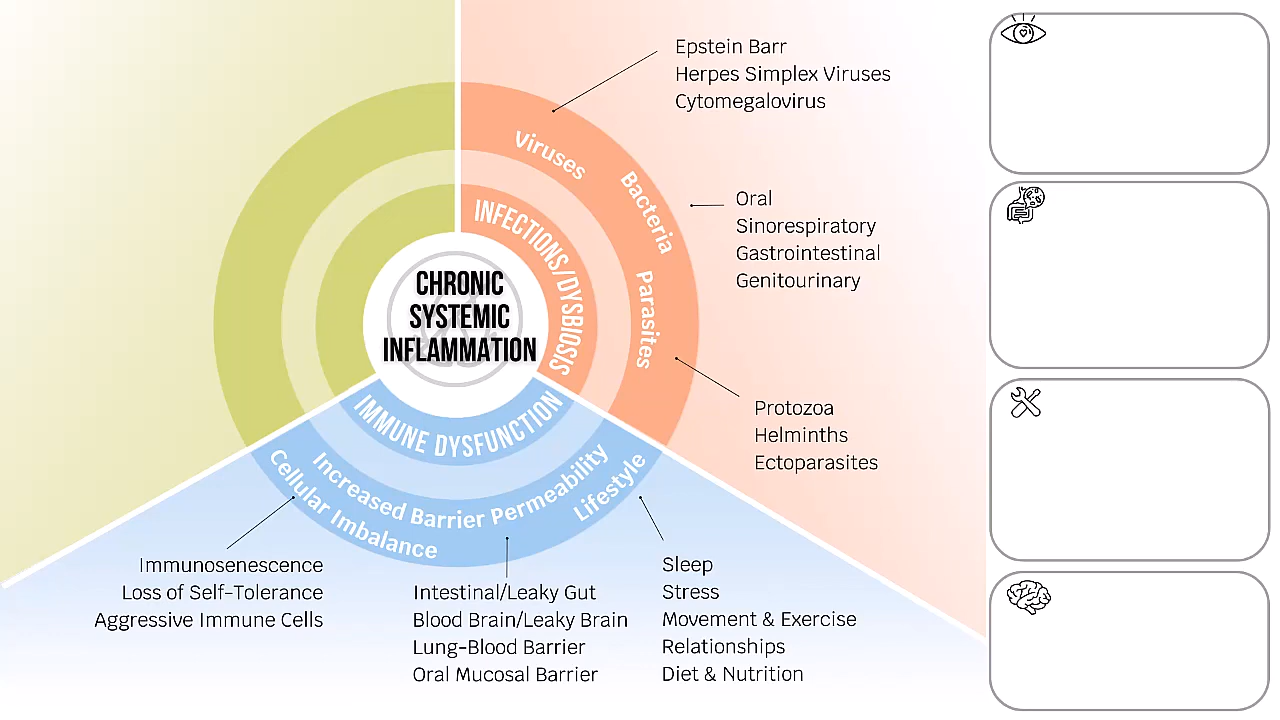 Epstein Barr
Herpes Simplex Viruses
Cytomegalovirus
Viruses
Bacteria
Oral
Sinorespiratory
Gastrointestinal
Genitourinary
INFECTIONS/DYSBIOSIS
Parasites
CHRONIC
SYSTEMIC
INFLAMMATION
Protozoa
Helminths
Ectoparasites
IMMUNE DYSFUNCTION
Increased Barrier Permeability
Lifestyle
Cellular Imbalance
Immunosenescence
Loss of Self-Tolerance
Aggressive Immune Cells
Intestinal/Leaky Gut
Blood Brain/Leaky Brain
Lung-Blood Barrier
Oral Mucosal Barrier
Sleep
Stress
Movement & Exercise
Relationships
Diet & Nutrition